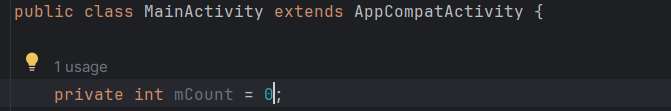 public class MainActivity extends AppCompatActivity {
1 usage
private int mCount = 0;